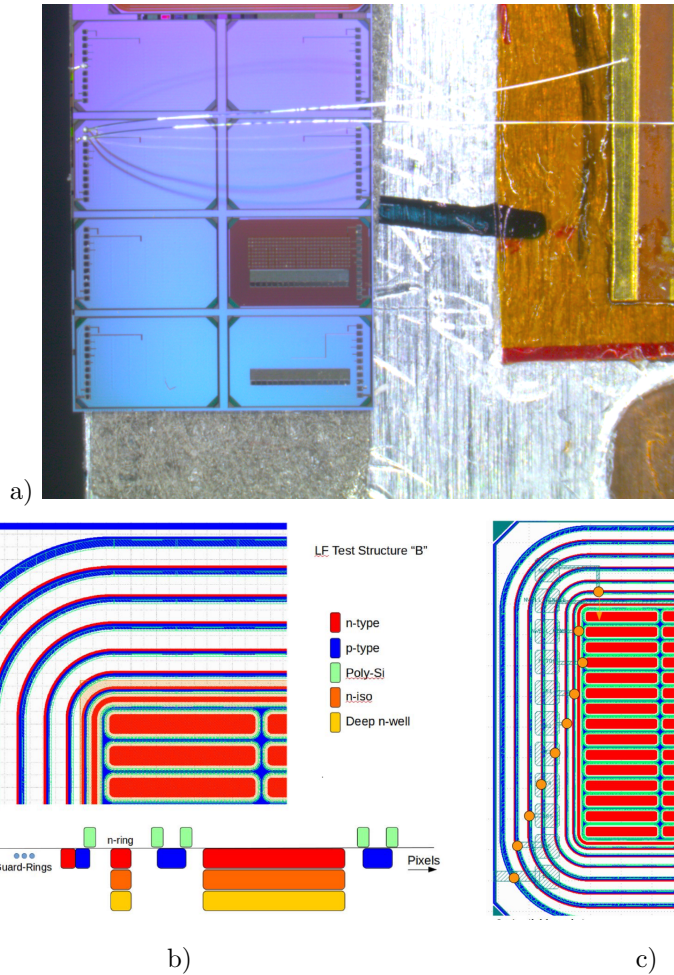 a)
LF Test Structure "B"
n-type
p-type
Poly-Si
n-iso
Deep n-well
n-ring
Guard-Rings
Pixels
b)
c)